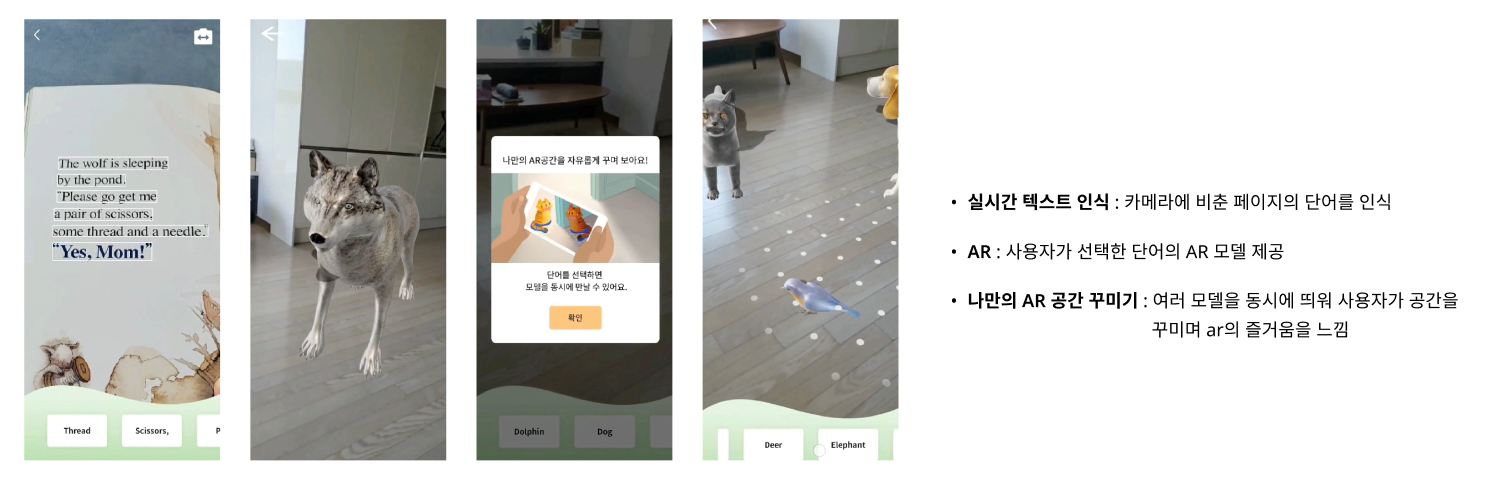 The wolf is sleeping
by the pond.
"Please go get me
a pair of scissors,
some thread and a needle."
"Yes, Mom!"
Thread
Scissors,
P
나만의 AR공간을 자유롭게 꾸며 보아요!
단어를 선택하면
모델을 동시에 만날 수 있어요.
확인
Dolphin
Dog
Deer
Elephant
• 실시간 텍스트 인식 : 카메라에 비춘 페이지의 단어를 인식
• AR : 사용자가 선택한 단어의 AR 모델 제공
• 나만의 AR 공간 꾸미기 : 여러 모델을 동시에 띄워 사용자가 공간을
꾸미며 ar의 즐거움을 느낌